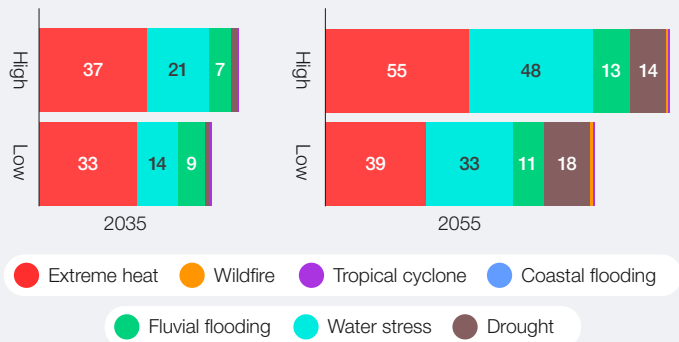 High
37 21 7
High
55 48 13 14
Low
33 14 9
Low
39 33 11 18
2035
2055
Extreme heat Wildfire Tropical cyclone Coastal flooding
Fluvial flooding Water stress Drought